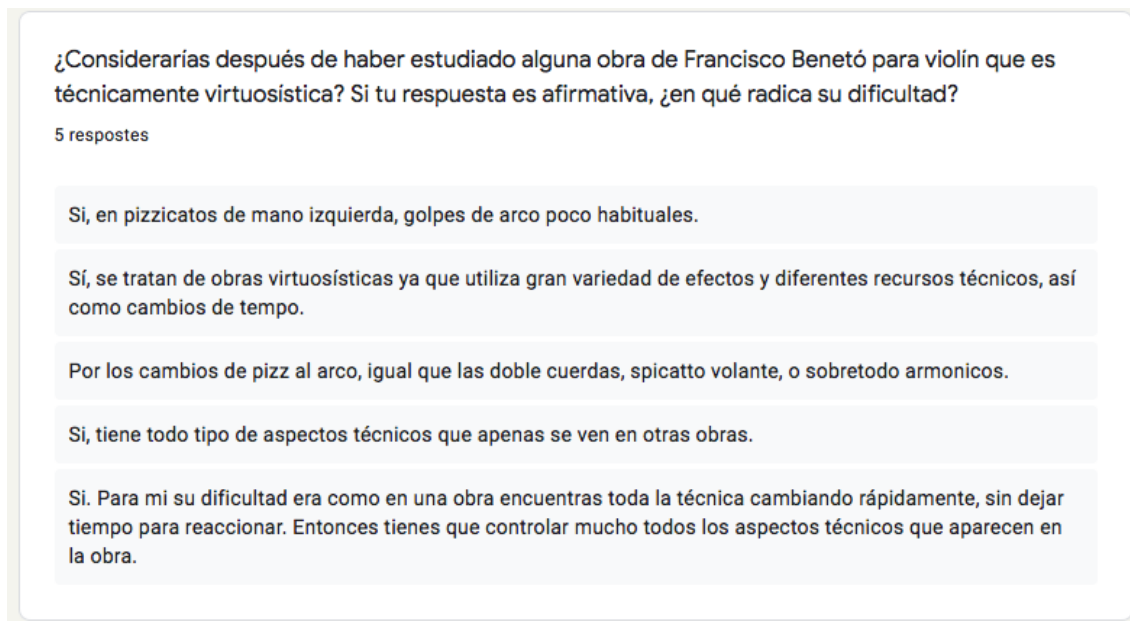 ¿Considerarías después de haber estudiado alguna obra de Francisco Benetó para violín que es
técnicamente virtuosística? Si tu respuesta es afirmativa, ¿en qué radica su dificultad?
5 respostes
Si, en pizzicatos de mano izquierda, golpes de arco poco habituales.
Sí, se tratan de obras virtuosísticas ya que utiliza gran variedad de efectos y diferentes recursos técnicos, así
como cambios de tempo.
Por los cambios de pizz al arco, igual que las doble cuerdas, spicatto volante, o sobretodo armonicos.
Si, tiene todo tipo de aspectos técnicos que apenas se ven en otras obras.
Si. Para mi su dificultad era como en una obra encuentras toda la técnica cambiando rápidamente, sin dejar
tiempo para reaccionar. Entonces tienes que controlar mucho todos los aspectos técnicos que aparecen en
la obra.